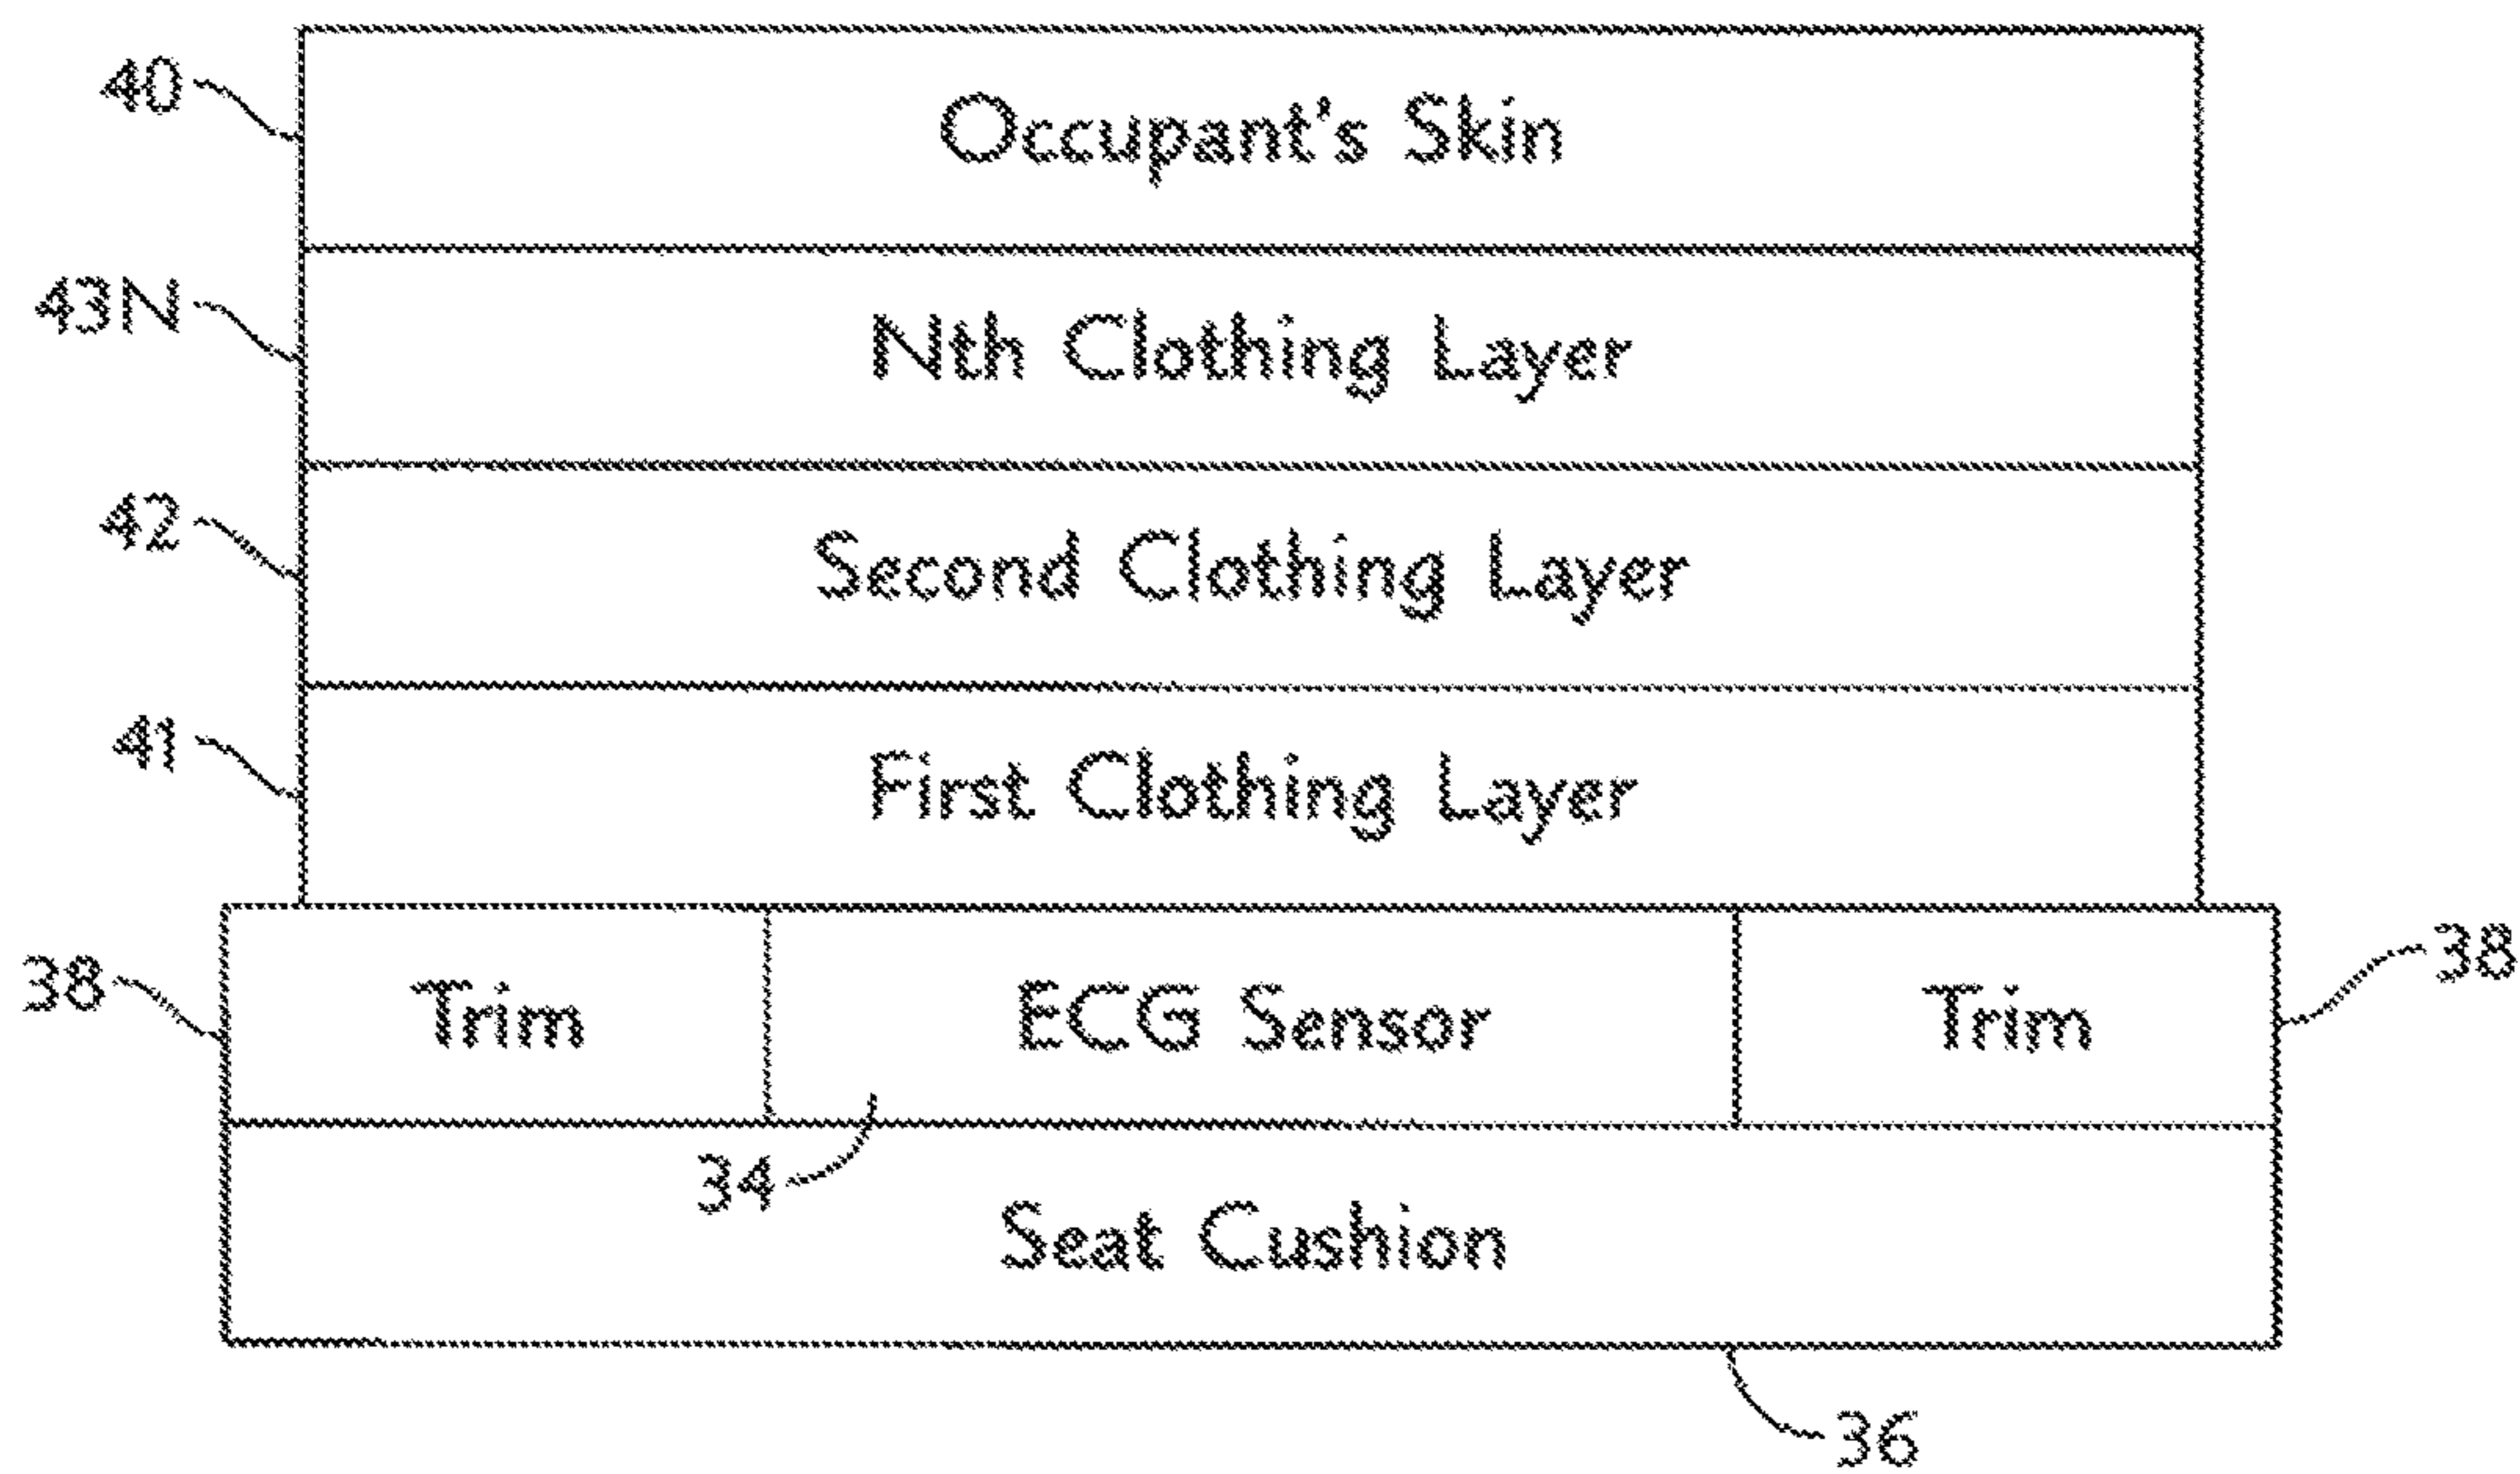 40 Occupant's Skin
43N Nth Clothing Layer
42 Second Clothing Layer
41 First Clothing Layer
38 Trim ECG Sensor Trim 38
34
Seat Cushion
36